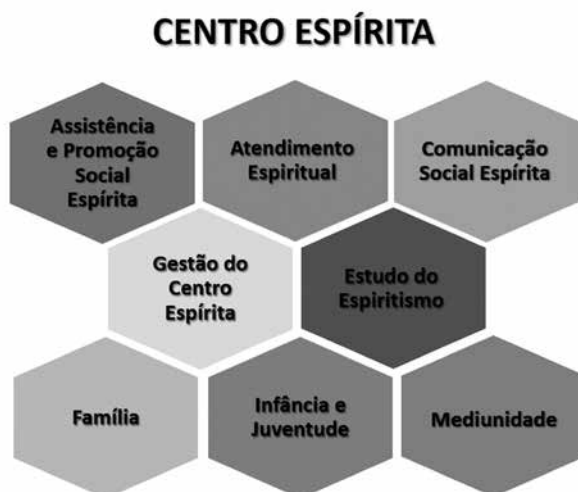 CENTRO ESPÍRITA
Assistência
e Promoção
Social
Espírita
Atendimento
Espiritual
Comunicação
Social Espírita
Gestão do
Centro
Espírita
Estudo do
Espiritismo
Família
Infância e
Juventude
Mediunidade